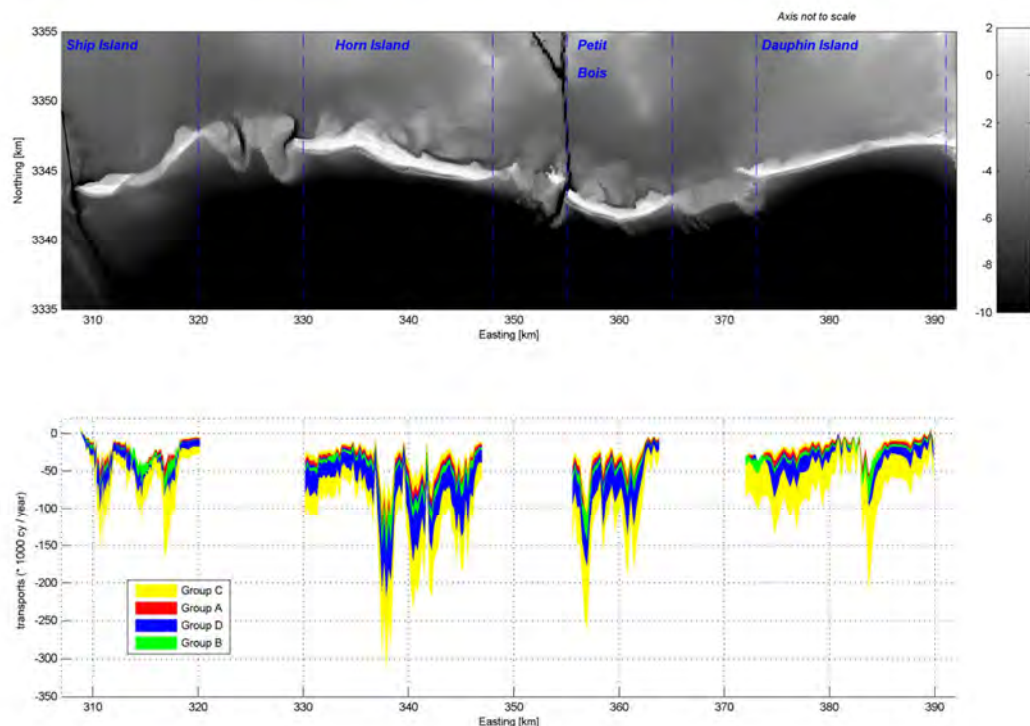 Axis not to scale
3355
3350
3345
3340
3335
Northing [km]
Ship Island
Horn Island
Petit
Bois
Dauphin Island
310
320
330
340
350
360
370
380
390
Easting [km]
2
0
-2
-4
-6
-8
-10
0
-50
-100
-150
-200
-250
-300
-350
transports (* 1000 cy / year)
Group C
Group A
Group D
Group B
310
320
330
340
350
360
370
380
390
Easting [km]